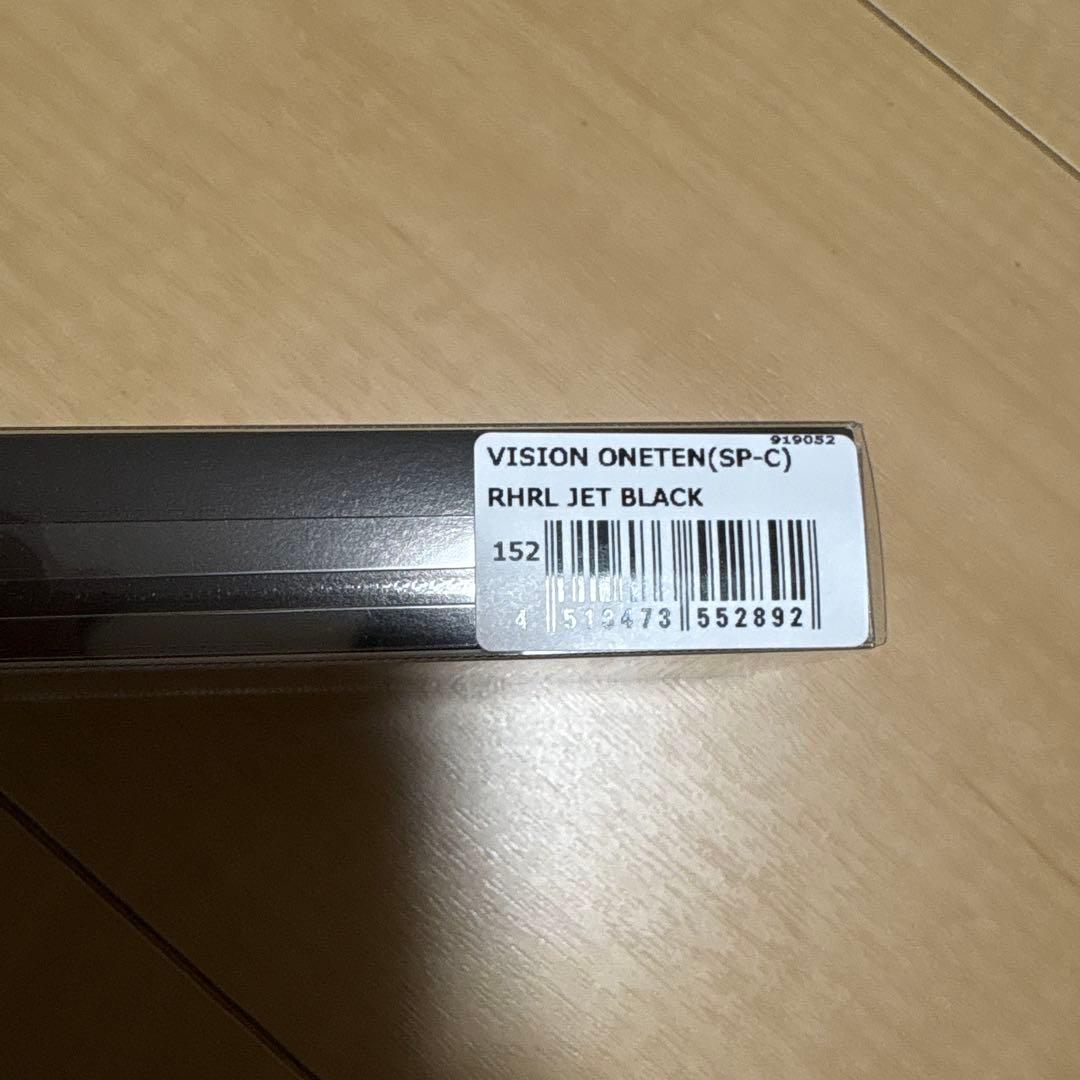 919052
VISION ONETEN(SP-C)
RHRL JET BLACK
152
4 513473 552892